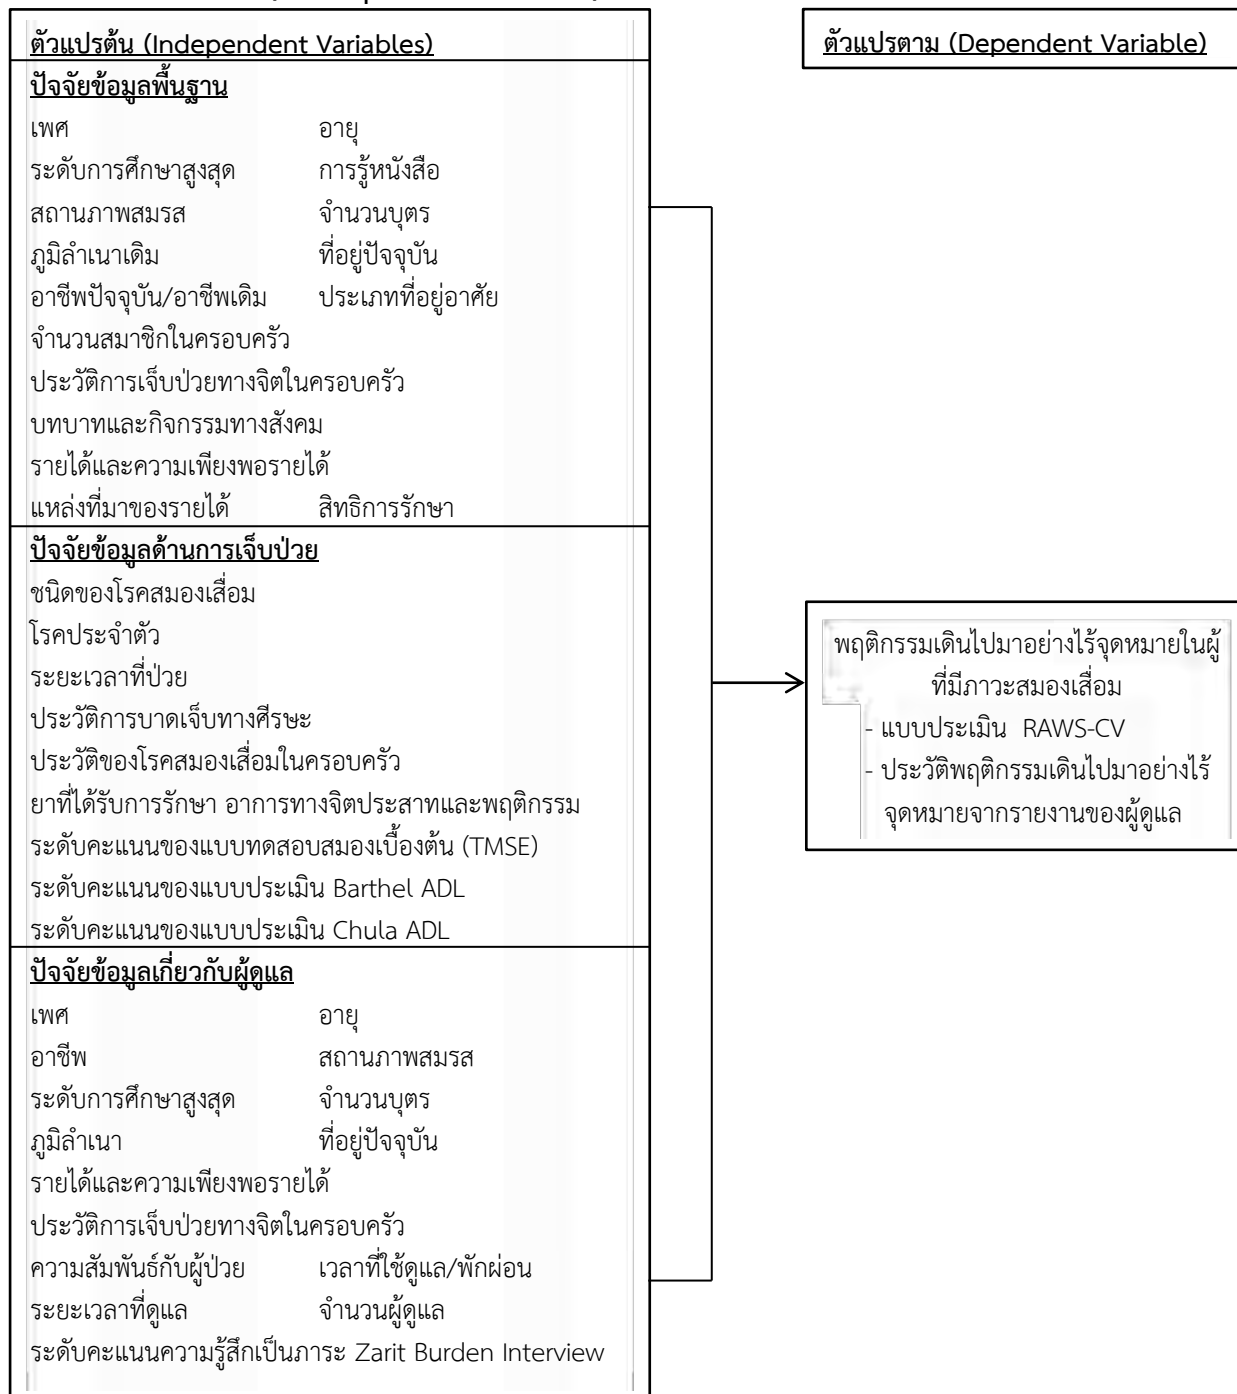 ตัวแปรต้น (Independent Variables)
ปัจจัยข้อมูลพื้นฐาน
เพศ อายุ
ระดับการศึกษาสูงสุด การรู้หนังสือ
สถานภาพสมรส จำนวนบุตร
ภูมิลำเนาเดิม ที่อยู่ปัจจุบัน
อาชีพปัจจุบัน/อาชีพเดิม ประเภทที่อยู่อาศัย
จำนวนสมาชิกในครอบครัว
ประวัติการเจ็บป่วยทางจิตในครอบครัว
บทบาทและกิจกรรมทางสังคม
รายได้และความเพียงพอรายได้
แหล่งที่มาของรายได้ สิทธิการรักษา
ปัจจัยข้อมูลด้านการเจ็บป่วย
ชนิดของโรคสมองเสื่อม
โรคประจำตัว
ระยะเวลาที่ป่วย
ประวัติการบาดเจ็บทางศีรษะ
ประวัติของโรคสมองเสื่อมในครอบครัว
ยาที่ได้รับการรักษา อาการทางจิตประสาทและพฤติกรรม
ระดับคะแนนของแบบทดสอบสมองเบื้องต้น (TMSE)
ระดับคะแนนของแบบประเมิน Barthel ADL
ระดับคะแนนของแบบประเมิน Chula ADL
ปัจจัยข้อมูลเกี่ยวกับผู้ดูแล
เพศ อายุ
อาชีพ สถานภาพสมรส
ระดับการศึกษาสูงสุด จำนวนบุตร
ภูมิลำเนา ที่อยู่ปัจจุบัน
รายได้และความเพียงพอรายได้
ประวัติการเจ็บป่วยทางจิตในครอบครัว
ความสัมพันธ์กับผู้ป่วย เวลาที่ใช้ดูแล/พักผ่อน
ระยะเวลาที่ดูแล จำนวนผู้ดูแล
ระดับคะแนนความรู้สึกเป็นภาระ Zarit Burden Interview
ตัวแปรตาม (Dependent Variable)
พฤติกรรมเดินไปมาอย่างไร้จุดหมายในผู้
ที่มีภาวะสมองเสื่อม
- แบบประเมิน RAWS-CV
- ประวัติพฤติกรรมเดินไปมาอย่างไร้
จุดหมายจากรายงานของผู้ดูแล